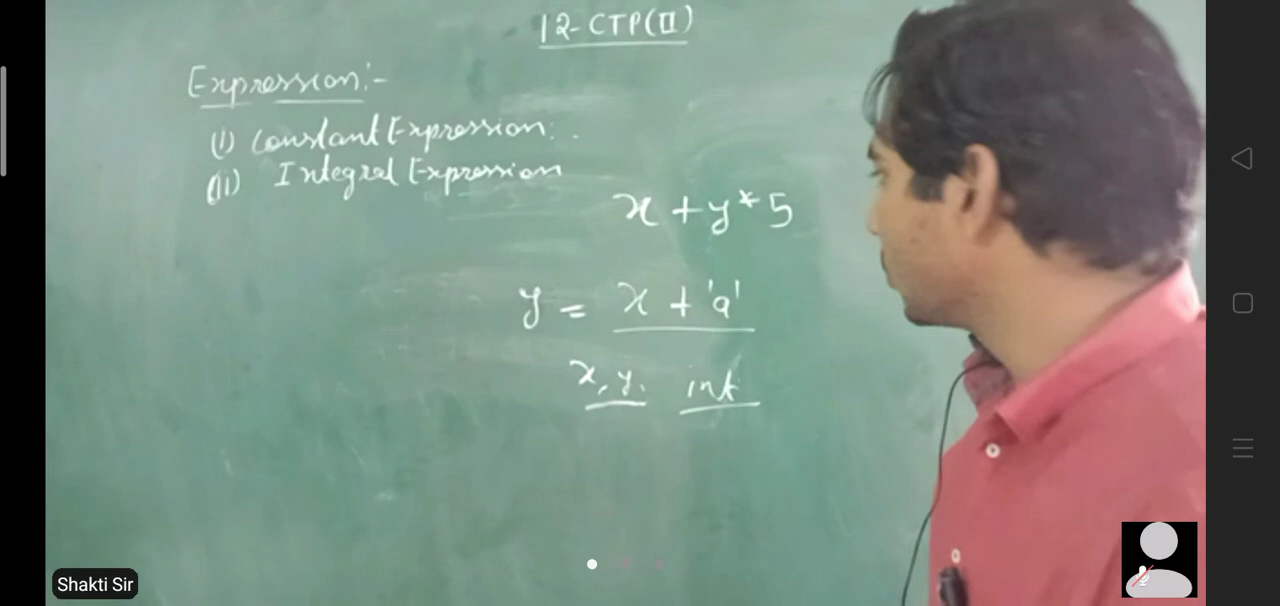 12-CTP(II)
Expression:-
(i) Constant Expression:.
(ii) Integral Expression
x + y * 5
y = x + 'a'
x, y, int
Shakti Sir